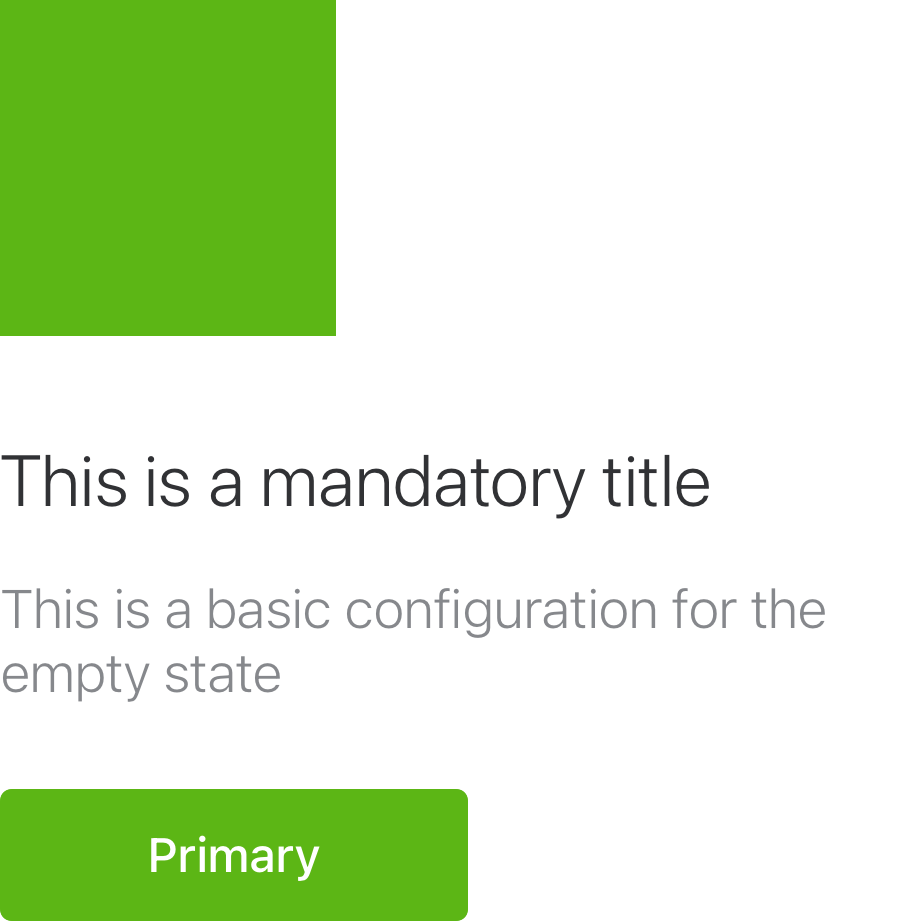 This is a mandatory title
This is a basic configuration for the
empty state
Primary